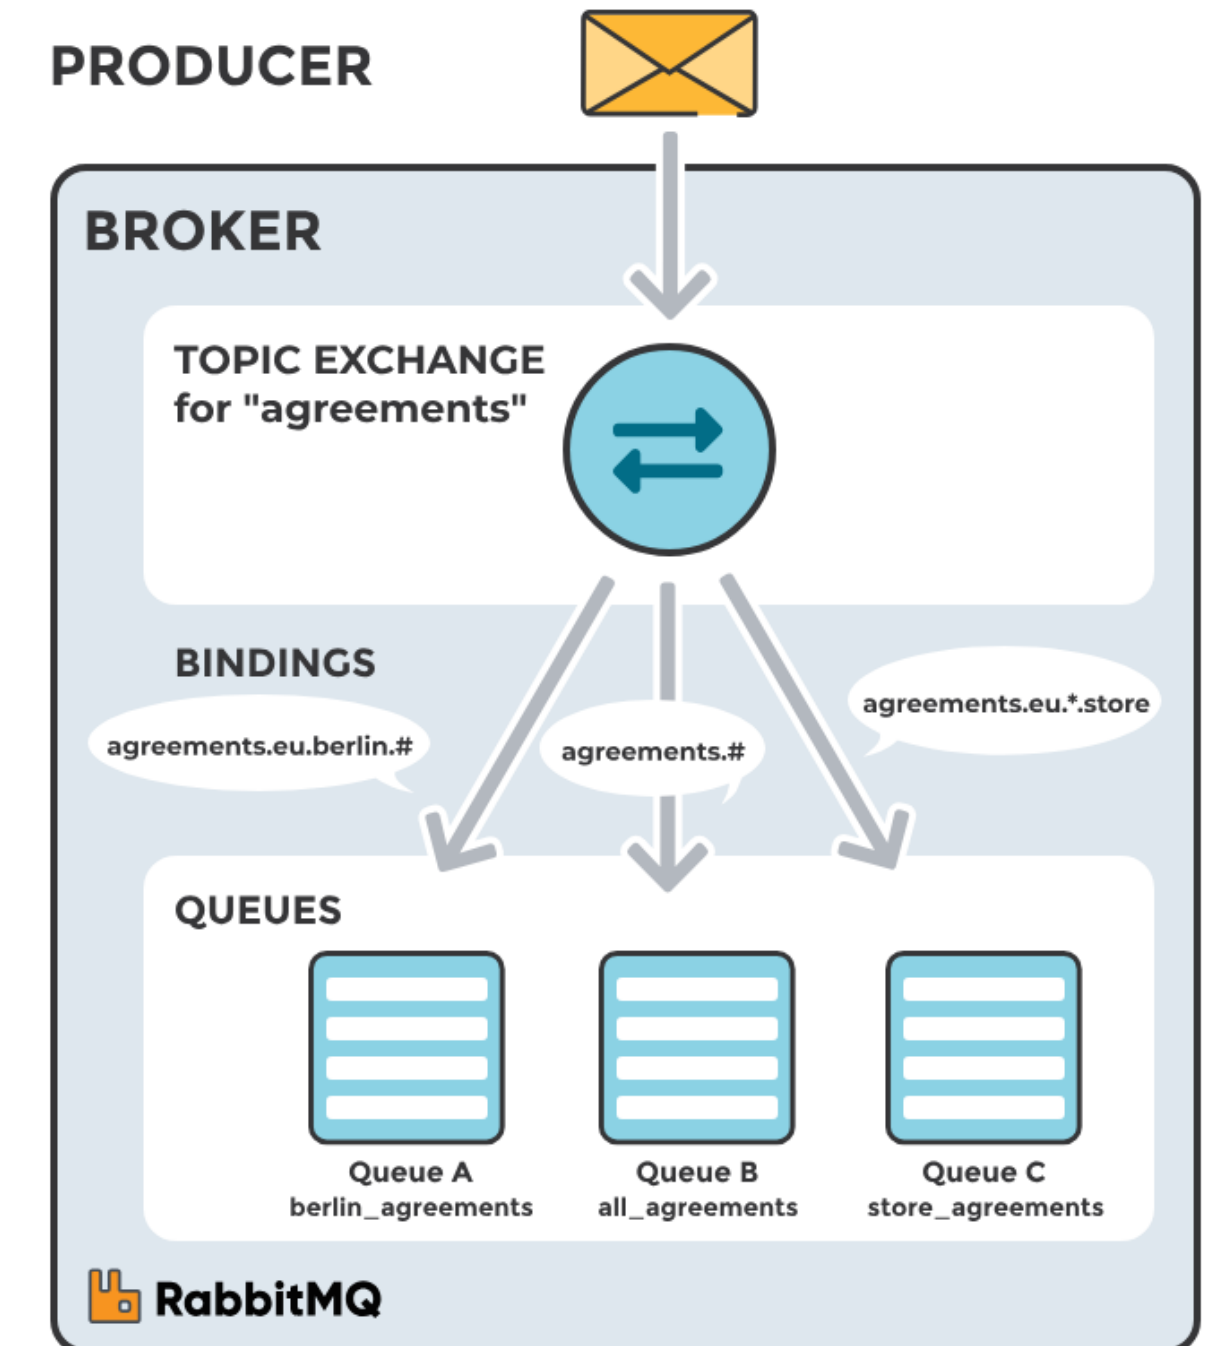 PRODUCER
BROKER
TOPIC EXCHANGE
for "agreements"
BINDINGS
agreements.eu.berlin.#
agreements.#
agreements.eu.*.store
QUEUES
Queue A
berlin_agreements
Queue B
all_agreements
Queue C
store_agreements
RabbitMQ